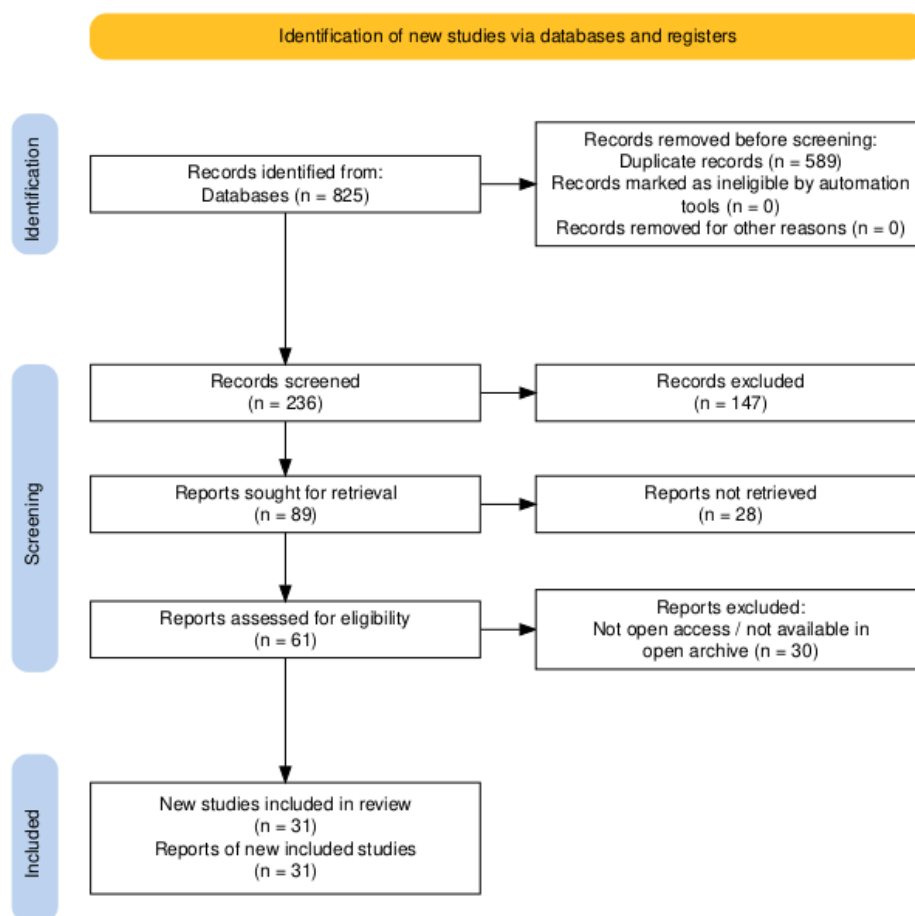 Identification of new studies via databases and registers
Identification
Records identified from:
Databases (n = 825)
Records removed before screening:
Duplicate records (n = 589)
Records marked as ineligible by automation
tools (n = 0)
Records removed for other reasons (n = 0)
Screening
Records screened
(n = 236)
Records excluded
(n = 147)
Reports sought for retrieval
(n = 89)
Reports not retrieved
(n = 28)
Reports assessed for eligibility
(n = 61)
Reports excluded:
Not open access / not available in
open archive (n = 30)
Included
New studies included in review
(n = 31)
Reports of new included studies
(n = 31)